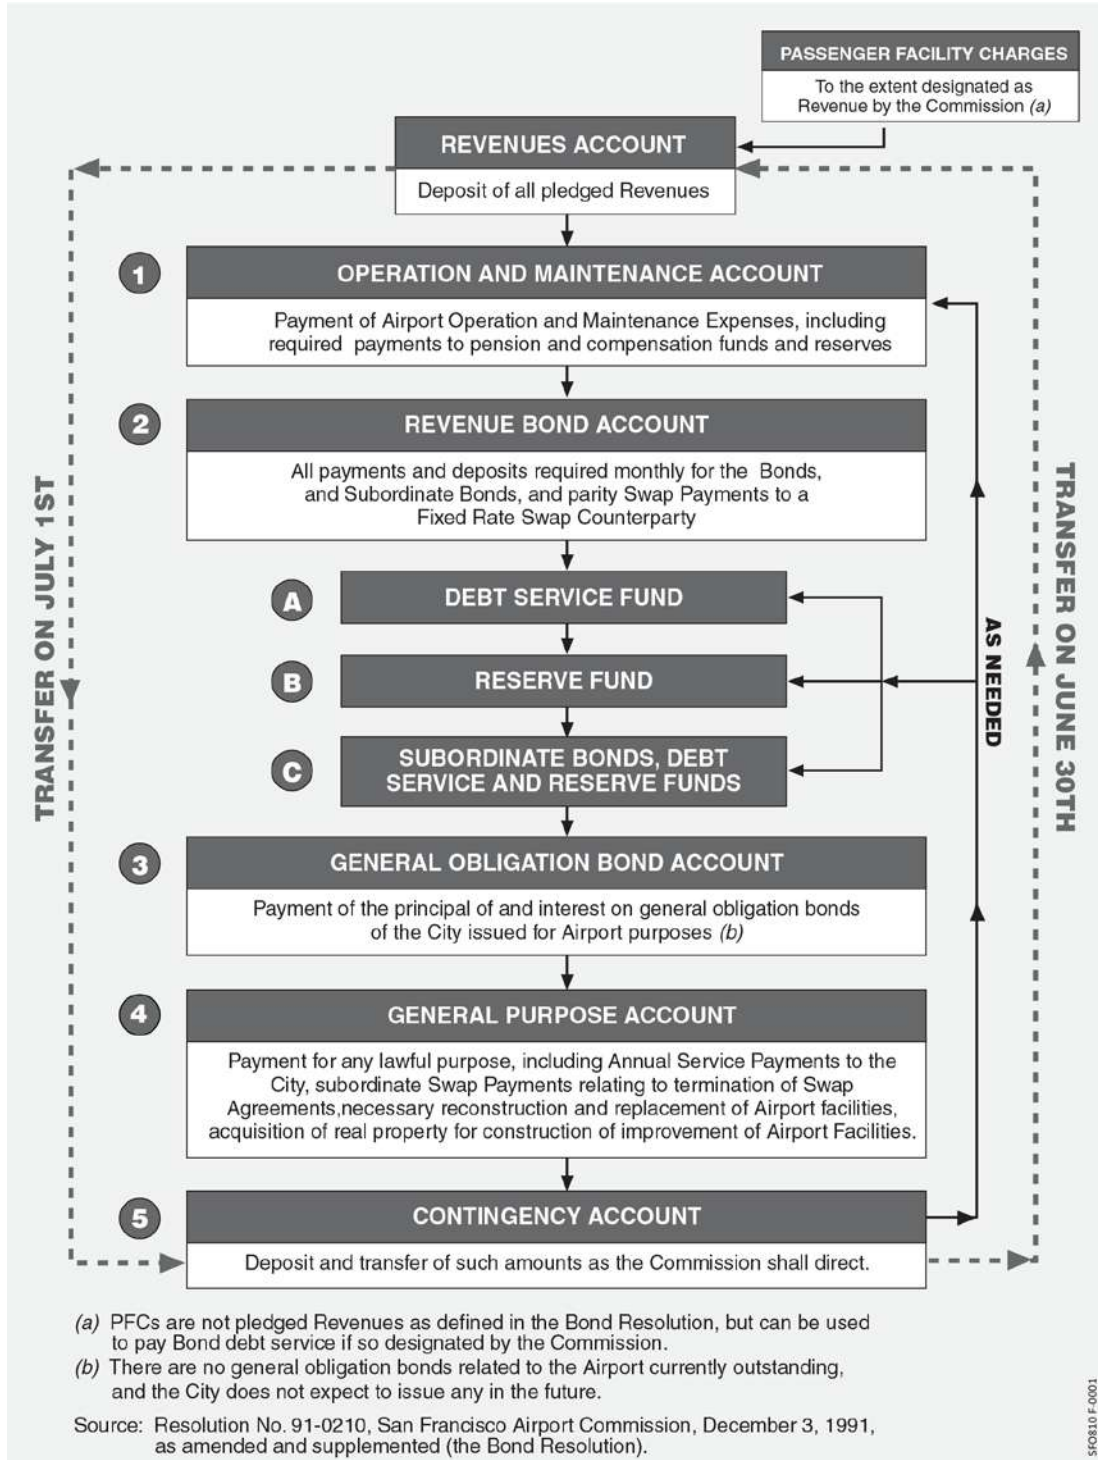 PASSENGER FACILITY CHARGES
To the extent designated as
Revenue by the Commission (a)
REVENUES ACCOUNT
Deposit of all pledged Revenues
1
OPERATION AND MAINTENANCE ACCOUNT
Payment of Airport Operation and Maintenance Expenses, including
required payments to pension and compensation funds and reserves
2
REVENUE BOND ACCOUNT
All payments and deposits required monthly for the Bonds,
and Subordinate Bonds, and parity Swap Payments to a
Fixed Rate Swap Counterparty
TRANSFER ON JULY 1ST
A
DEBT SERVICE FUND
B
RESERVE FUND
C
SUBORDINATE BONDS, DEBT
SERVICE AND RESERVE FUNDS
AS NEEDED
TRANSFER ON JUNE 30TH
3
GENERAL OBLIGATION BOND ACCOUNT
Payment of the principal of and interest on general obligation bonds
of the City issued for Airport purposes (b)
4
GENERAL PURPOSE ACCOUNT
Payment for any lawful purpose, including Annual Service Payments to the
City, subordinate Swap Payments relating to termination of Swap
Agreements,necessary reconstruction and replacement of Airport facilities,
acquisition of real property for construction of improvement of Airport Facilities.
5
CONTINGENCY ACCOUNT
Deposit and transfer of such amounts as the Commission shall direct.
(a) PFCs are not pledged Revenues as defined in the Bond Resolution, but can be used
to pay Bond debt service if so designated by the Commission.
(b) There are no general obligation bonds related to the Airport currently outstanding,
and the City does not expect to issue any in the future.
Source: Resolution No. 91-0210, San Francisco Airport Commission, December 3, 1991,
as amended and supplemented (the Bond Resolution).
SFO810 F-0001